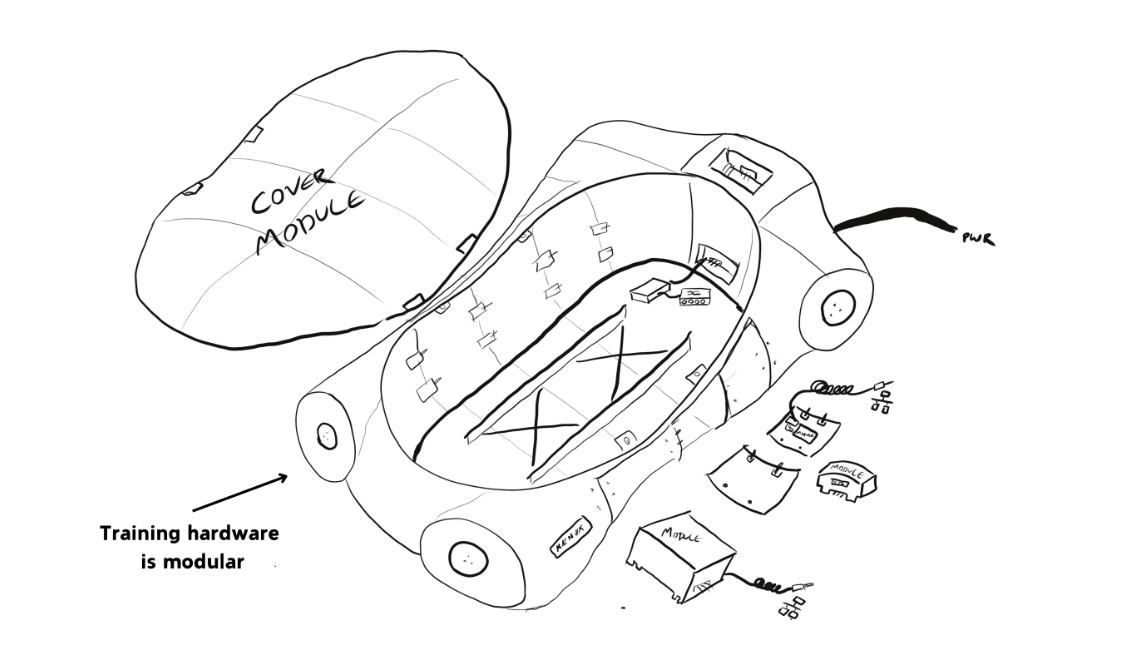 COVER
MODULE
PWR
MODULE
MODULE
Training hardware
is modular